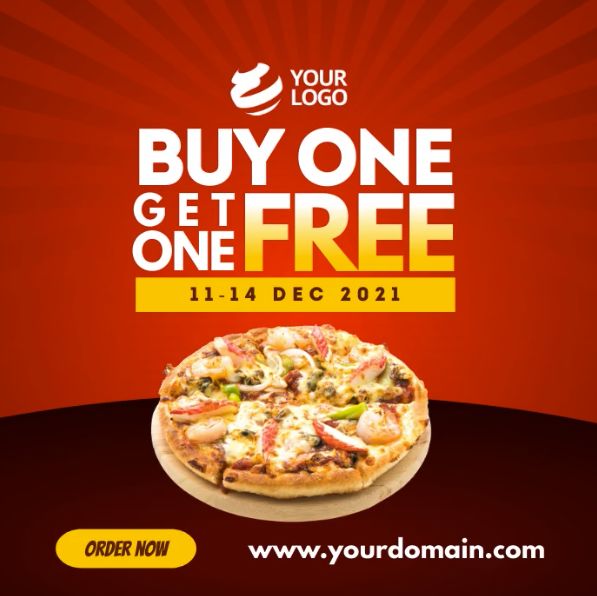 YOUR
LOGO
BUY ONE
GET
ONE FREE
11-14 DEC 2021
ORDER NOW
www.yourdomain.com